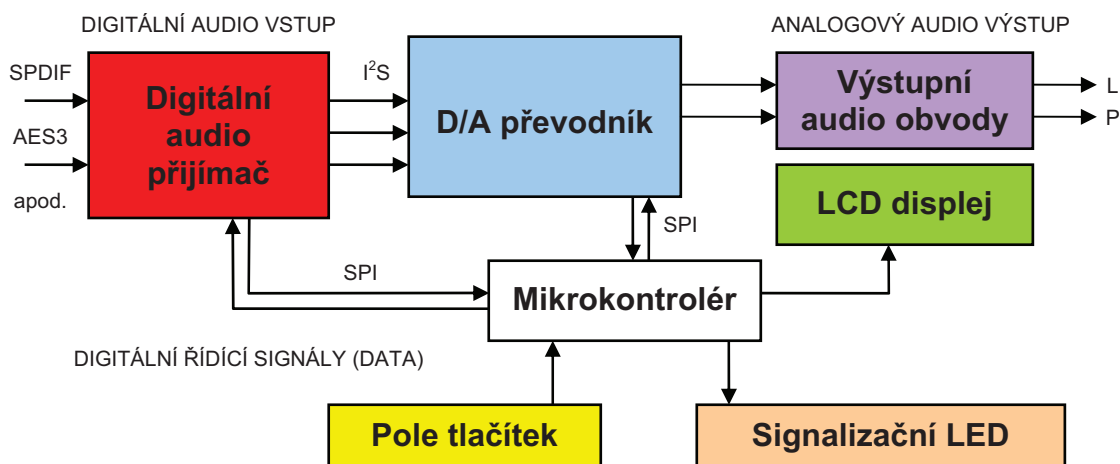 DIGITÁLNÍ AUDIO VSTUP
ANALOGOVÝ AUDIO VÝSTUP
SPDIF
AES3
apod.
Digitální
audio
přijímač
I²S
D/A převodník
Výstupní
audio obvody
L
P
LCD displej
SPI
SPI
Mikrokontrolér
DIGITÁLNÍ ŘÍDÍCÍ SIGNÁLY (DATA)
Pole tlačítek
Signalizační LED